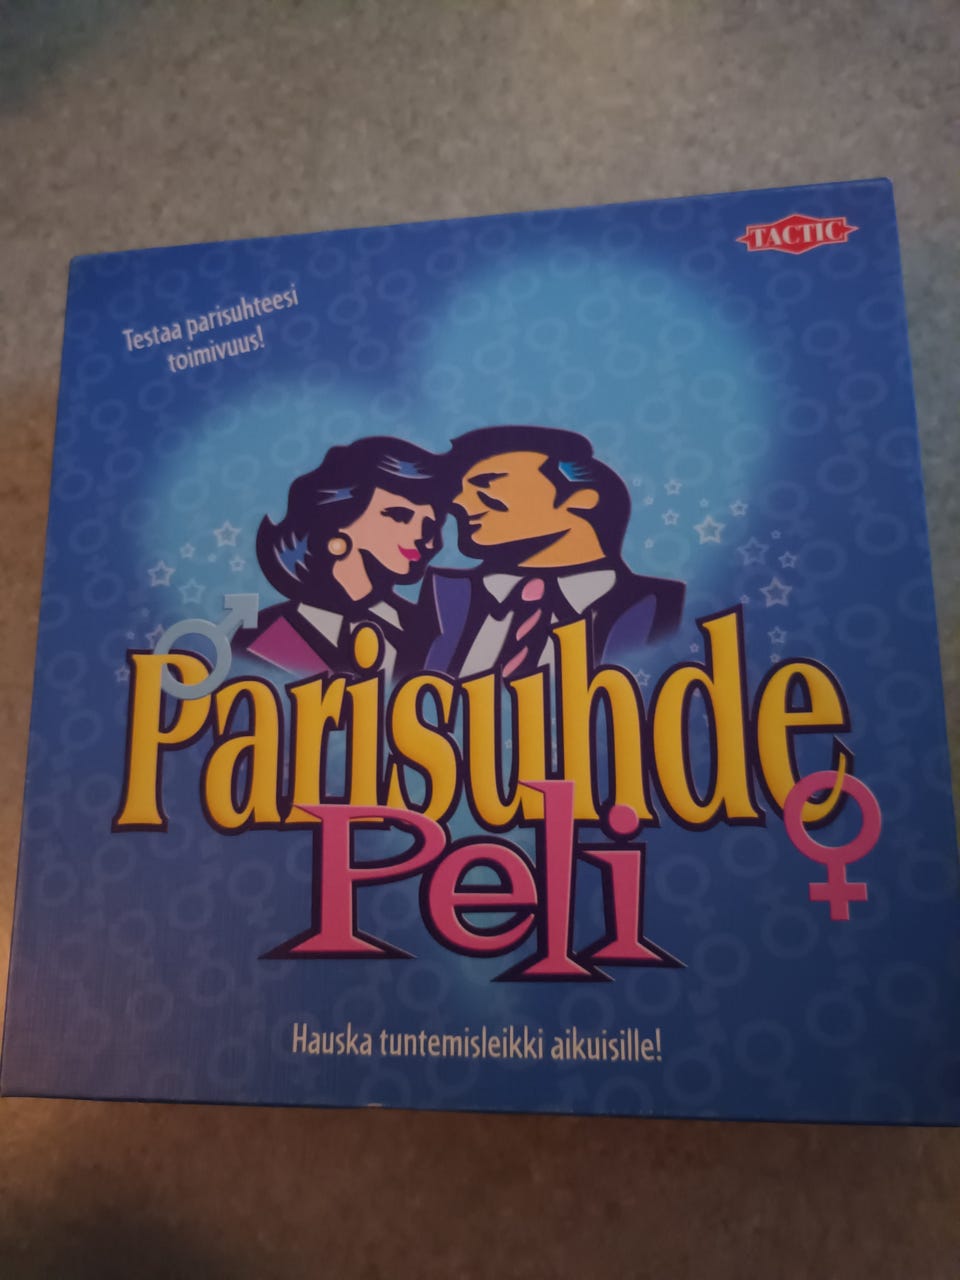 TACTIC
Testaa parisuhteesi
toimivuus!
Parisuhde
Peli
Hauska tuntemisleikki aikuisille!